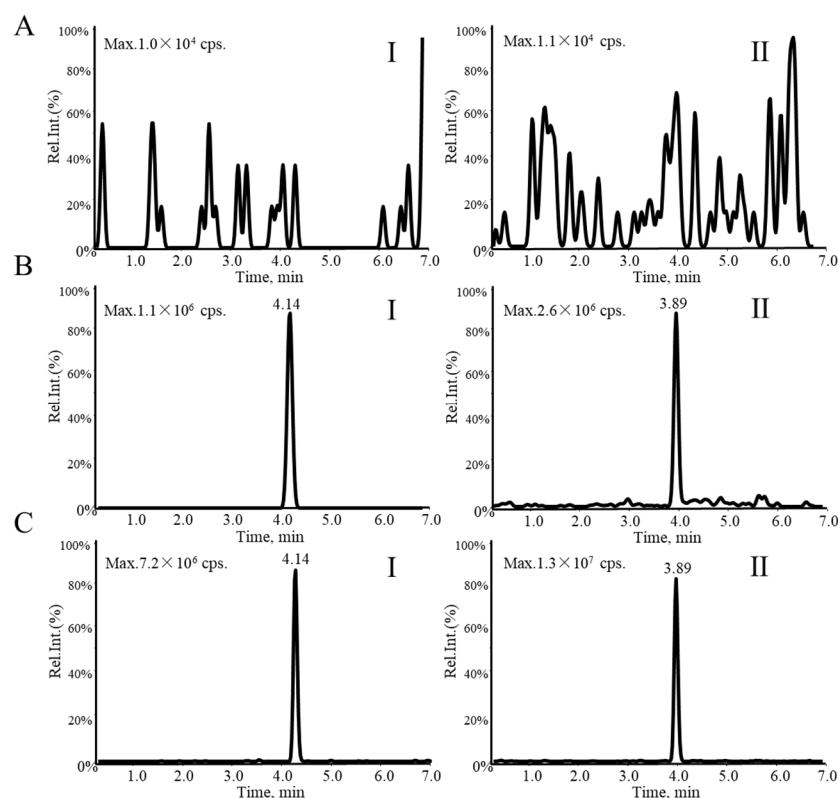 A
Max.1.0×10⁴ cps.
I
100%
80%
60%
40%
20%
0%
Rel.Int.(%)
1.0 2.0 3.0 4.0 5.0 6.0 7.0
Time, min
Max.1.1×10⁴ cps.
II
100%
80%
60%
40%
20%
0%
Rel.Int.(%)
1.0 2.0 3.0 4.0 5.0 6.0 7.0
Time, min
B
Max.1.1×10⁶ cps.
4.14
I
100%
80%
60%
40%
20%
0%
Rel.Int.(%)
1.0 2.0 3.0 4.0 5.0 6.0 7.0
Time, min
Max.2.6×10⁶ cps.
3.89
II
100%
80%
60%
40%
20%
0%
Rel.Int.(%)
1.0 2.0 3.0 4.0 5.0 6.0 7.0
Time, min
C
Max.7.2×10⁶ cps.
4.14
I
100%
80%
60%
40%
20%
0%
Rel.Int.(%)
1.0 2.0 3.0 4.0 5.0 6.0 7.0
Time, min
Max.1.3×10⁷ cps.
3.89
II
100%
80%
60%
40%
20%
0%
Rel.Int.(%)
1.0 2.0 3.0 4.0 5.0 6.0 7.0
Time, min